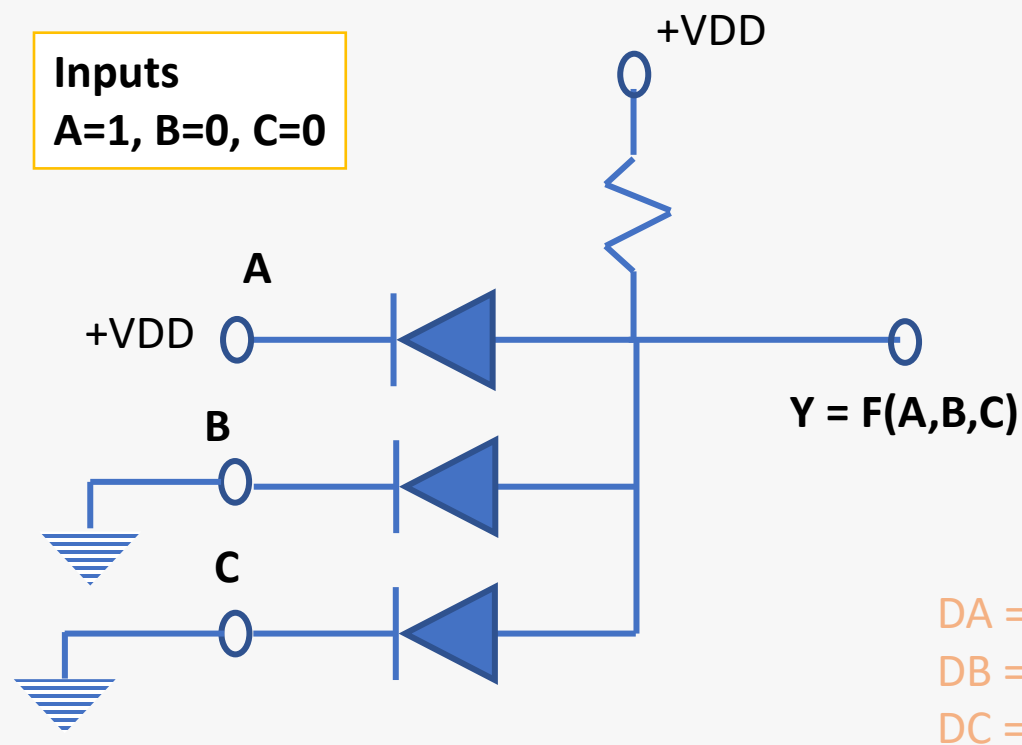 +VDD
Inputs
A=1, B=0, C=0
A
+VDD
B
Y = F(A,B,C)
C
DA =
DB =
DC =